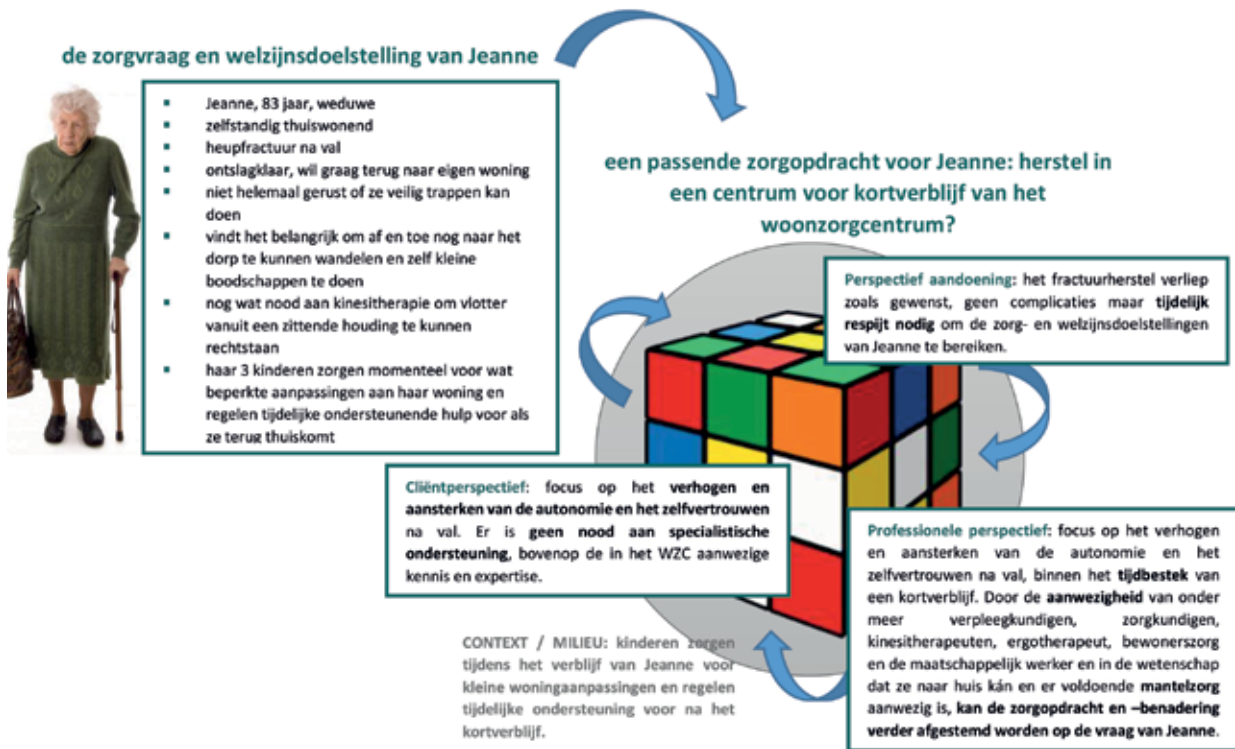 de zorgvraag en welzijnsdoelstelling van Jeanne
Jeanne, 83 jaar, weduwe
zelfstandig thuiswonend
heupfractuur na val
ontslagklaar, wil graag terug naar eigen woning
niet helemaal gerust of ze veilig trappen kan
doen
vindt het belangrijk om af en toe nog naar het
dorp te kunnen wandelen en zelf kleine
boodschappen te doen
nog wat nood aan kinesitherapie om vlotter
vanuit een zittende houding te kunnen
rechtstaan
haar 3 kinderen zorgen momenteel voor wat
beperkte aanpassingen aan haar woning en
regelen tijdelijke ondersteunende hulp voor als
ze terug thuiskomt
een passende zorgopdracht voor Jeanne: herstel in
een centrum voor kortverblijf van het
woonzorgcentrum?
Perspectief aandoening: het fractuurherstel verliep
zoals gewenst, geen complicaties maar tijdelijk
respijt nodig om de zorg- en welzijnsdoelstellingen
van Jeanne te bereiken.
Cliëntperspectief: focus op het verhogen en
aansterken van de autonomie en het zelfvertrouwen
na val. Er is geen nood aan specialistische
ondersteuning, bovenop de in het WZC aanwezige
kennis en expertise.
Professionele perspectief: focus op het verhogen
en aansterken van de autonomie en het
zelfvertrouwen na val, binnen het tijdbestek van
een kortverblijf. Door de aanwezigheid van onder
meer verpleegkundigen, zorgkundigen,
kinesitherapeuten, ergotherapeut, bewonerszorg
en de maatschappelijk werker en in de wetenschap
dat ze naar huis kán en er voldoende mantelzorg
aanwezig is, kan de zorgopdracht en –benadering
verder afgestemd worden op de vraag van Jeanne.
CONTEXT / MILIEU: kinderen zorgen
tijdens het verblijf van Jeanne voor
kleine woningaanpassingen en regelen
tijdelijke ondersteuning voor na het
kortverblijf.